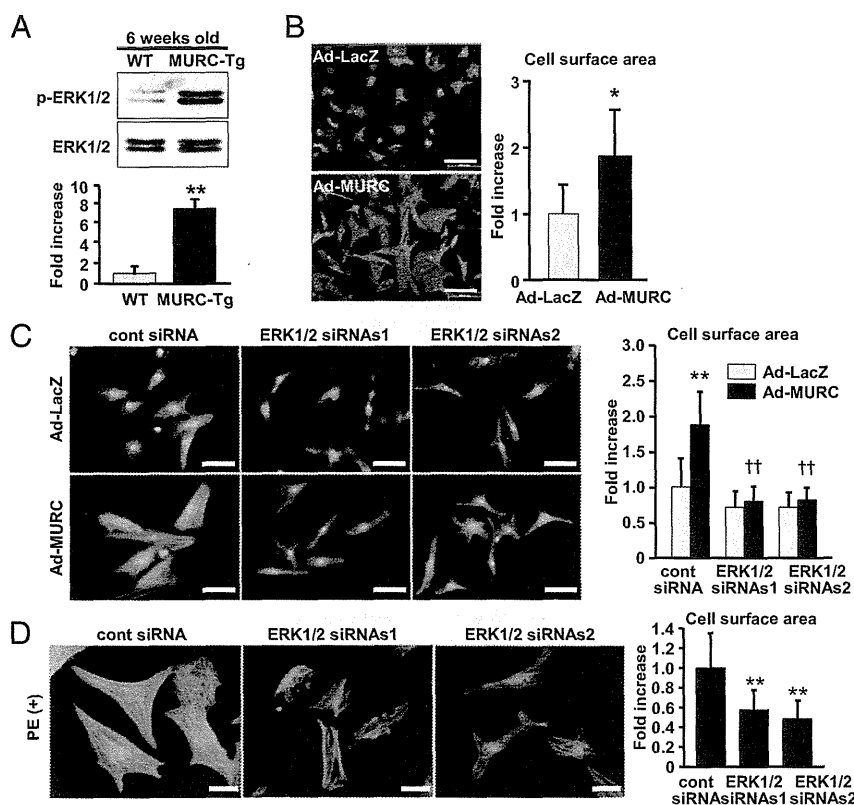 A
6 weeks old
WT MURC-Tg
p-ERK1/2
ERK1/2
Fold increase
10
8
6
4
2
0
**
WT MURC-Tg
B
Ad-LacZ
Ad-MURC
Cell surface area
Fold increase
3
2
1
0
*
Ad-LacZ Ad-MURC
C
cont siRNA ERK1/2 siRNAs1 ERK1/2 siRNAs2
Ad-LacZ
Ad-MURC
Cell surface area
Fold increase
3.0
2.5
2.0
1.5
1.0
0.5
0
Ad-LacZ
Ad-MURC
**
†† ††
cont ERK1/2 ERK1/2
siRNA siRNAs1 siRNAs2
D
cont siRNA ERK1/2 siRNAs1 ERK1/2 siRNAs2
PE (+)
Cell surface area
Fold increase
1.4
1.2
1.0
0.8
0.6
0.4
0.2
0
** **
cont ERK1/2 ERK1/2
siRNA siRNAs1 siRNAs2